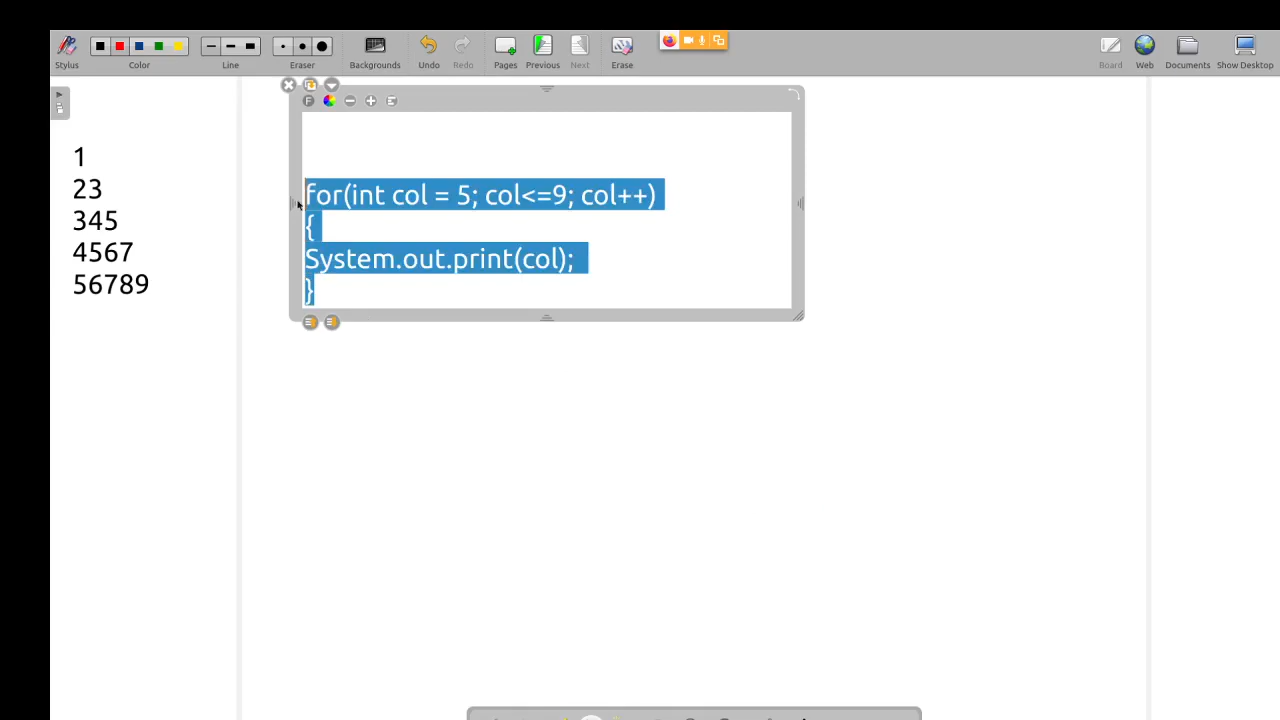 Stylus Color Line Eraser Backgrounds Undo Redo Pages Previous Next Erase Board Web Documents Show Desktop
F
1
23
345
4567
56789
for(int col = 5; col<=9; col++)
{
System.out.print(col);
}